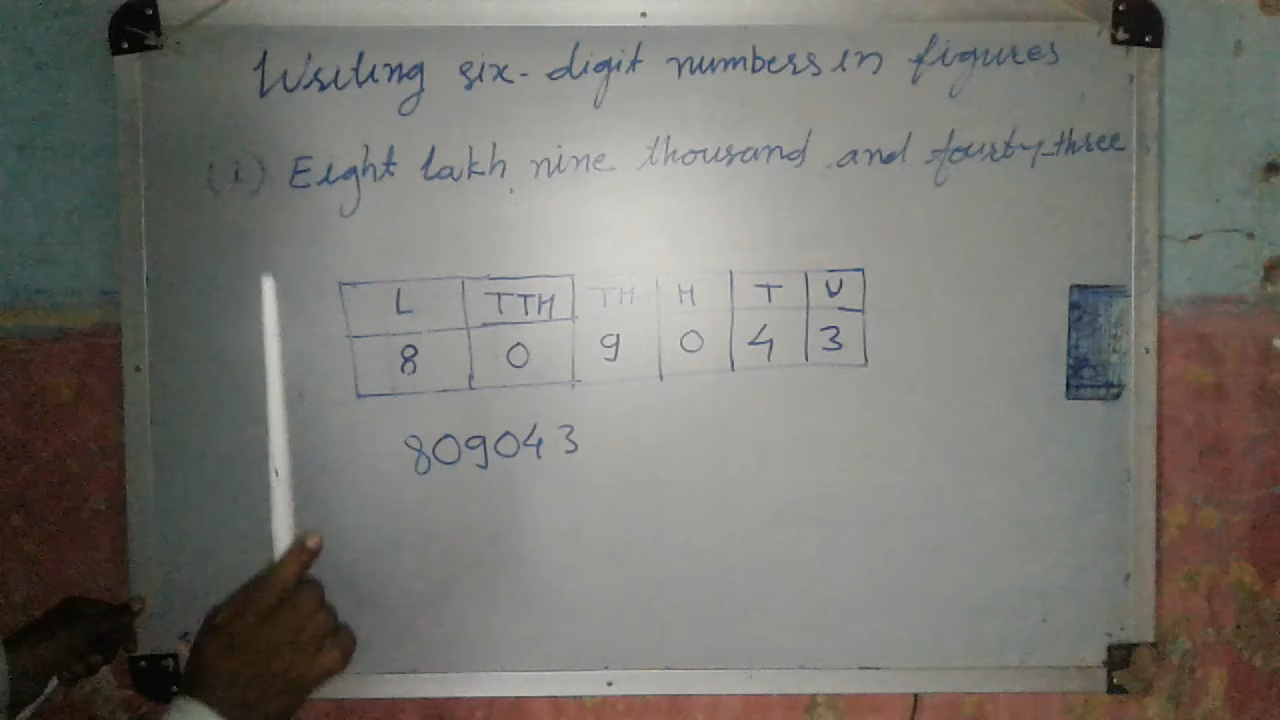 Writing six-digit numbers in figures
(i) Eight lakh nine thousand and fourty-three
L TTH TH H T U
8 0 9 0 4 3
809043